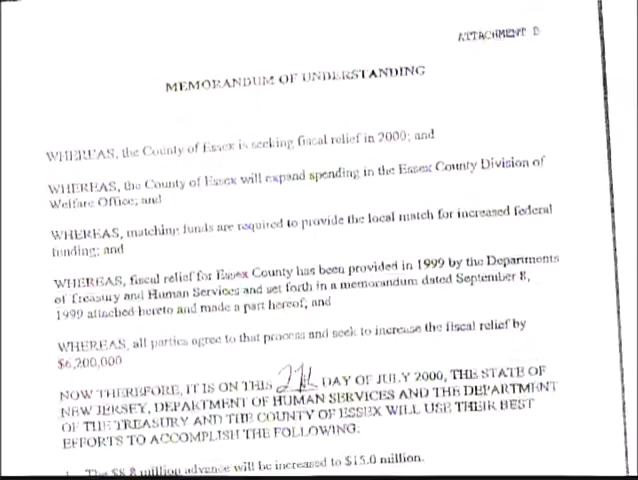 ATTACHMENT D
MEMORANDUM OF UNDERSTANDING
WHEREAS, the County of Essex is seeking fiscal relief in 2000; and
WHEREAS, the County of Essex will expand spending in the Essex County Division of
Welfare Office; and
WHEREAS, matching funds are required to provide the local match for increased federal
funding; and
WHEREAS, fiscal relief for Essex County has been provided in 1999 by the Departments
of Treasury and Human Services and set forth in a memorandum dated September 8,
1999 attached hereto and made a part hereof, and
WHEREAS, all parties agree to that process and seek to increase the fiscal relief by
$6,200,000
NOW THEREFORE, IT IS ON THIS DAY OF JULY 2000, THE STATE OF
NEW JERSEY, DEPARTMENT OF HUMAN SERVICES AND THE DEPARTMENT
OF THE TREASURY AND THE COUNTY OF ESSEX WILL USE THEIR BEST
EFFORTS TO ACCOMPLISH THE FOLLOWING:
The $8.8 million advance will be increased to $15.0 million.